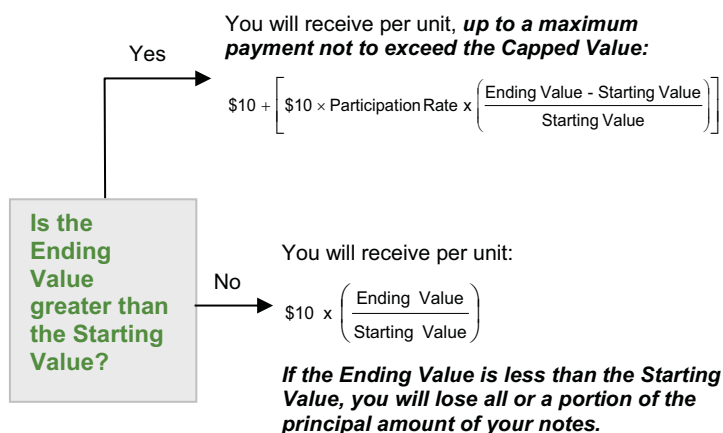 You will receive per unit, up to a maximum
payment not to exceed the Capped Value:
Yes
$10 + [ $10 × Participation Rate x ( Ending Value - Starting Value
Starting Value ) ]
Is the
Ending
Value
greater than
the Starting
Value?
No
You will receive per unit:
$10 x ( Ending Value
Starting Value )
If the Ending Value is less than the Starting
Value, you will lose all or a portion of the
principal amount of your notes.